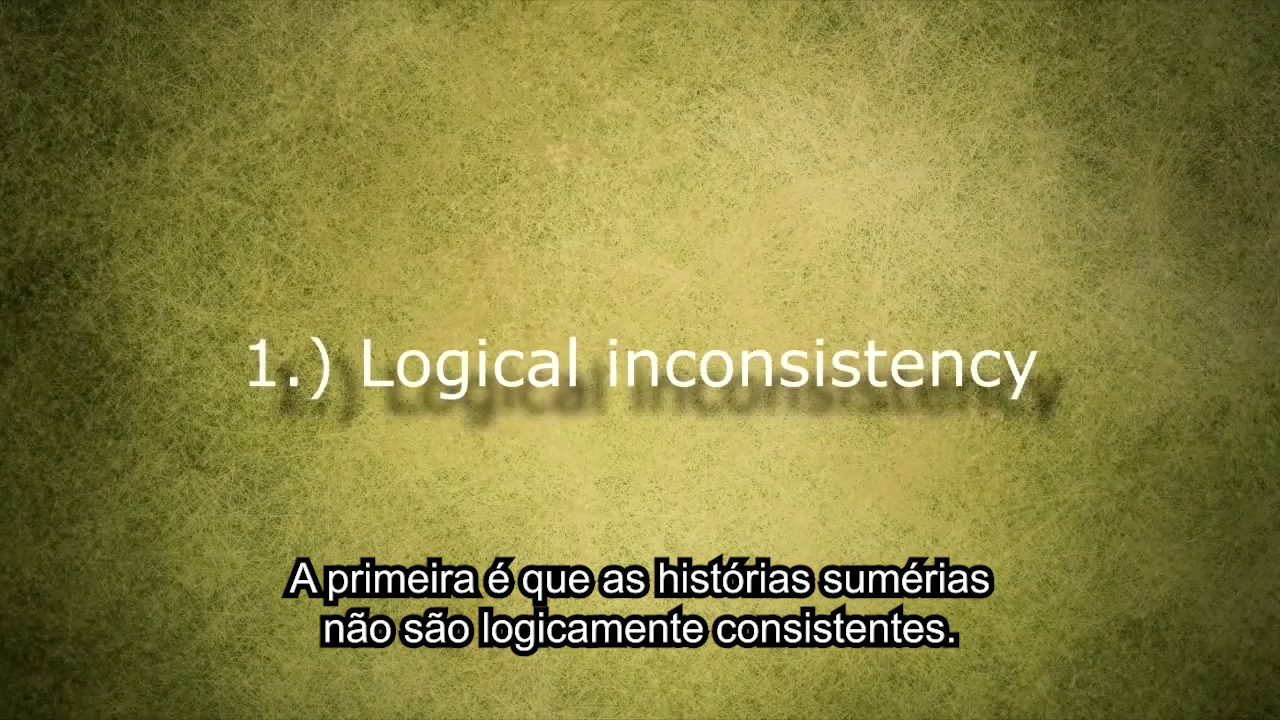 1.) Logical inconsistency
A primeira é que as histórias sumérias
não são logicamente consistentes.